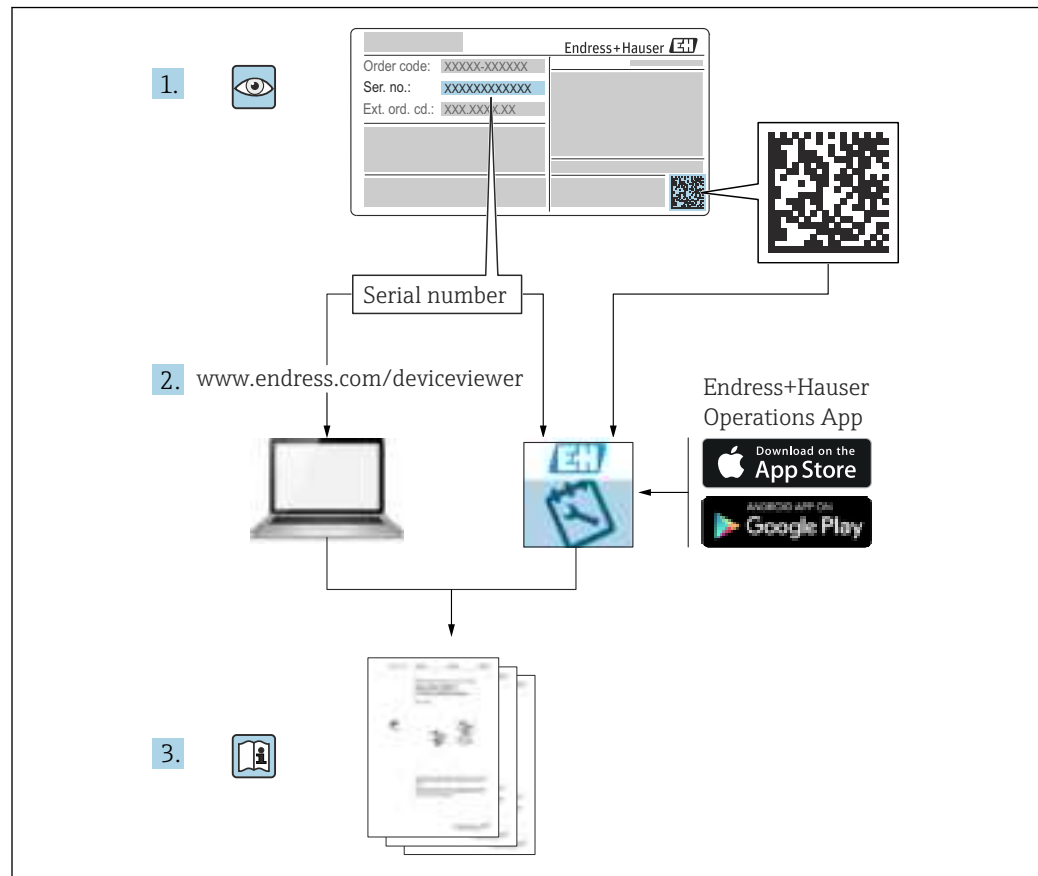 1.
Endress+Hauser EH
Order code: XXXXX-XXXXXX
Ser. no.: XXXXXXXXXXXX
Ext. ord. cd.: XXX.XXXX.XX
Serial number
2. www.endress.com/deviceviewer
Endress+Hauser
Operations App
EH
Download on the
App Store
ANDROID APP ON
Google Play
3.
i